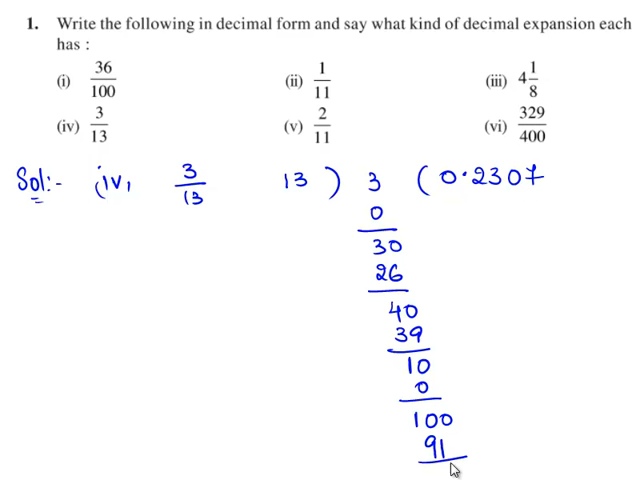 1. Write the following in decimal form and say what kind of decimal expansion each has :
(i) 36/100 (ii) 1/11 (iii) 4 1/8
(iv) 3/13 (v) 2/11 (vi) 329/400
Sol:- (iv, 3/13 13 ) 3 ( 0.2307
0
30
26
40
39
10
0
100
91